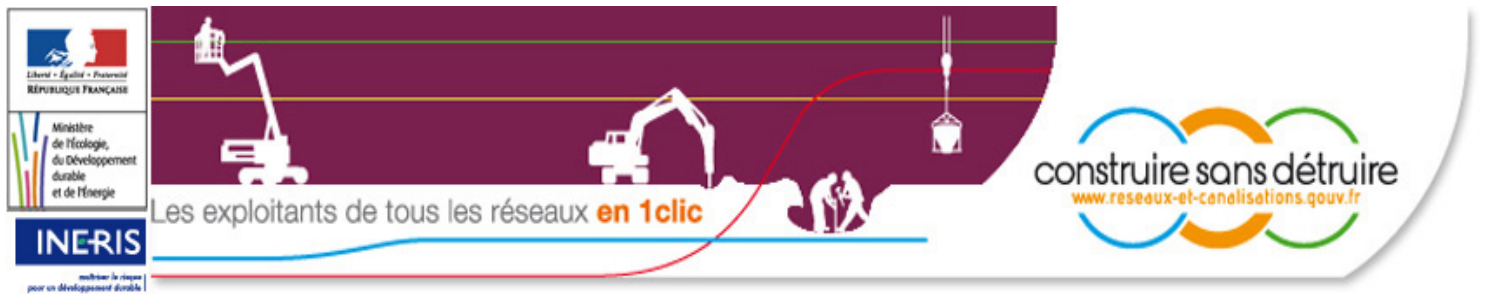 Liberté • Égalité • Fraternité
RÉPUBLIQUE FRANÇAISE
Ministère
de l'Écologie,
du Développement
durable
et de l'Énergie
INERIS
maîtriser le risque
pour un développement durable
Les exploitants de tous les réseaux en 1clic
construire sans détruire
www.reseaux-et-canalisations.gouv.fr